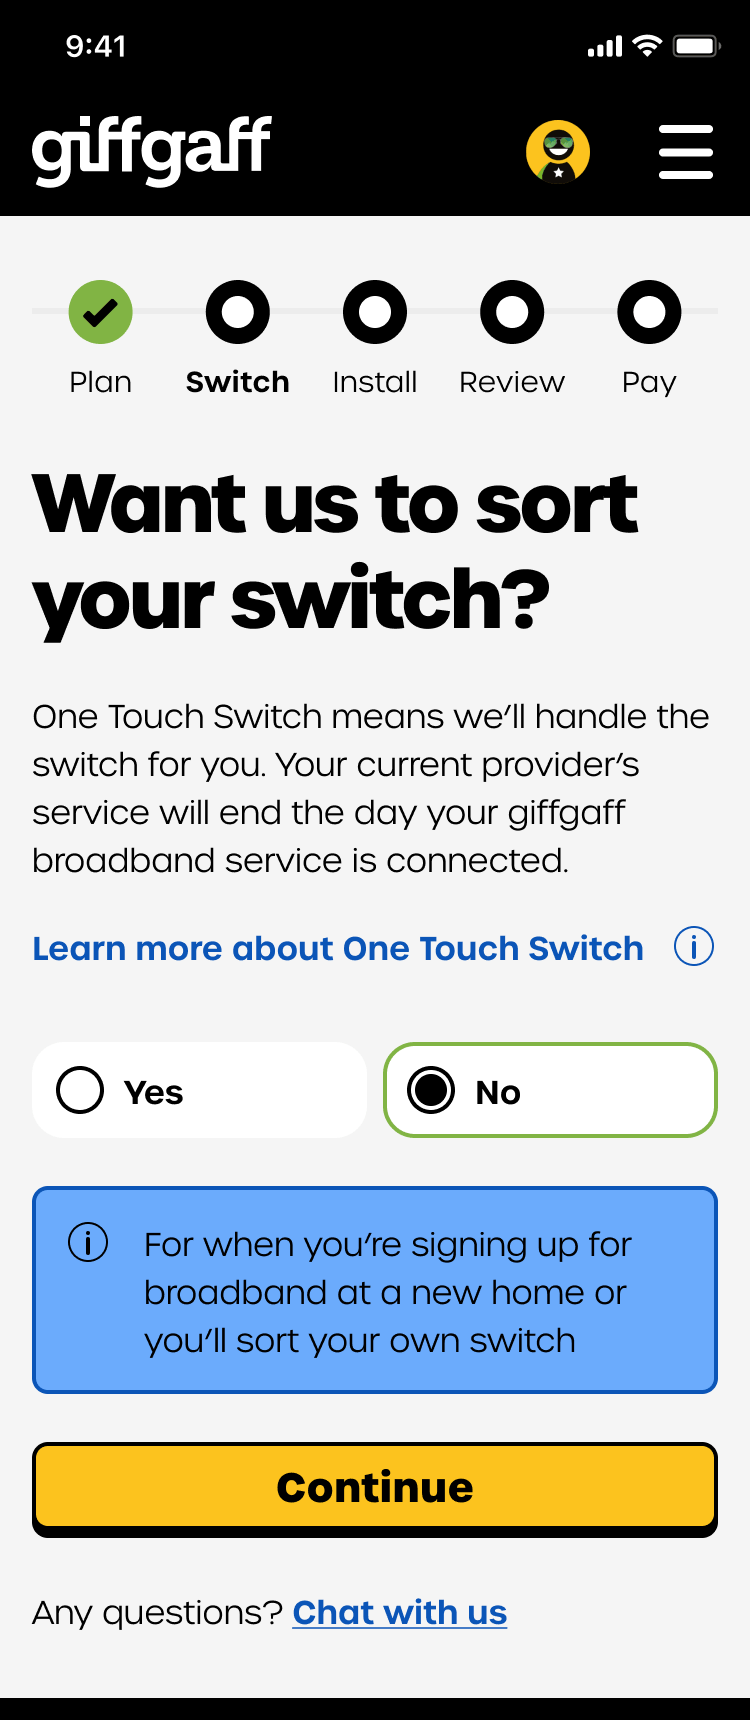 9:41
giffgaff
Plan Switch Install Review Pay
Want us to sort
your switch?
One Touch Switch means we’ll handle the
switch for you. Your current provider’s
service will end the day your giffgaff
broadband service is connected.
Learn more about One Touch Switch
Yes No
For when you’re signing up for
broadband at a new home or
you’ll sort your own switch
Continue
Any questions? Chat with us